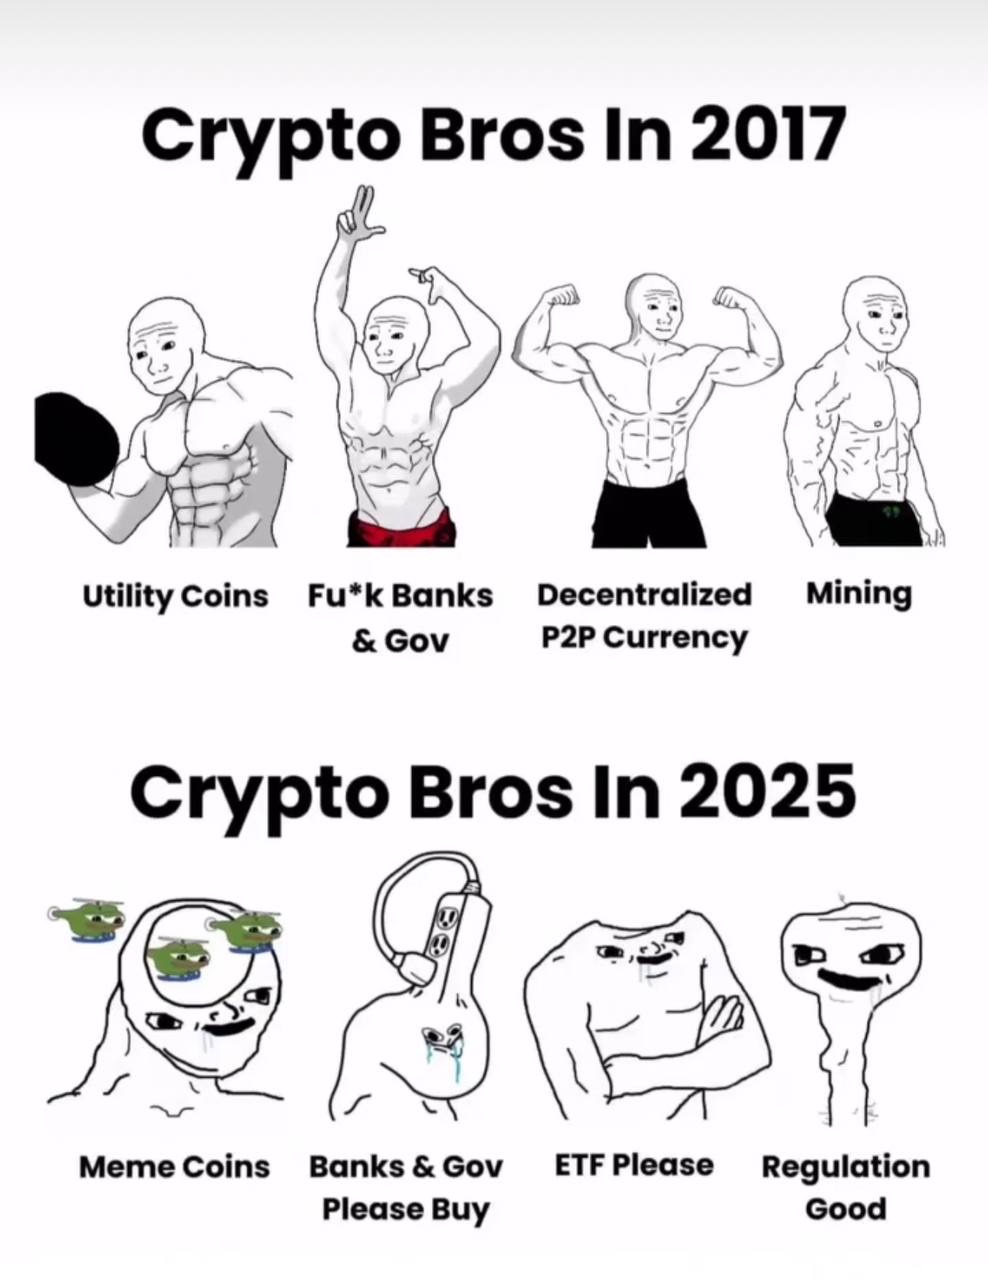 Crypto Bros In 2017
Utility Coins
Fu*k Banks
& Gov
Decentralized
P2P Currency
Mining
Crypto Bros In 2025
Meme Coins
Banks & Gov
Please Buy
ETF Please
Regulation
Good